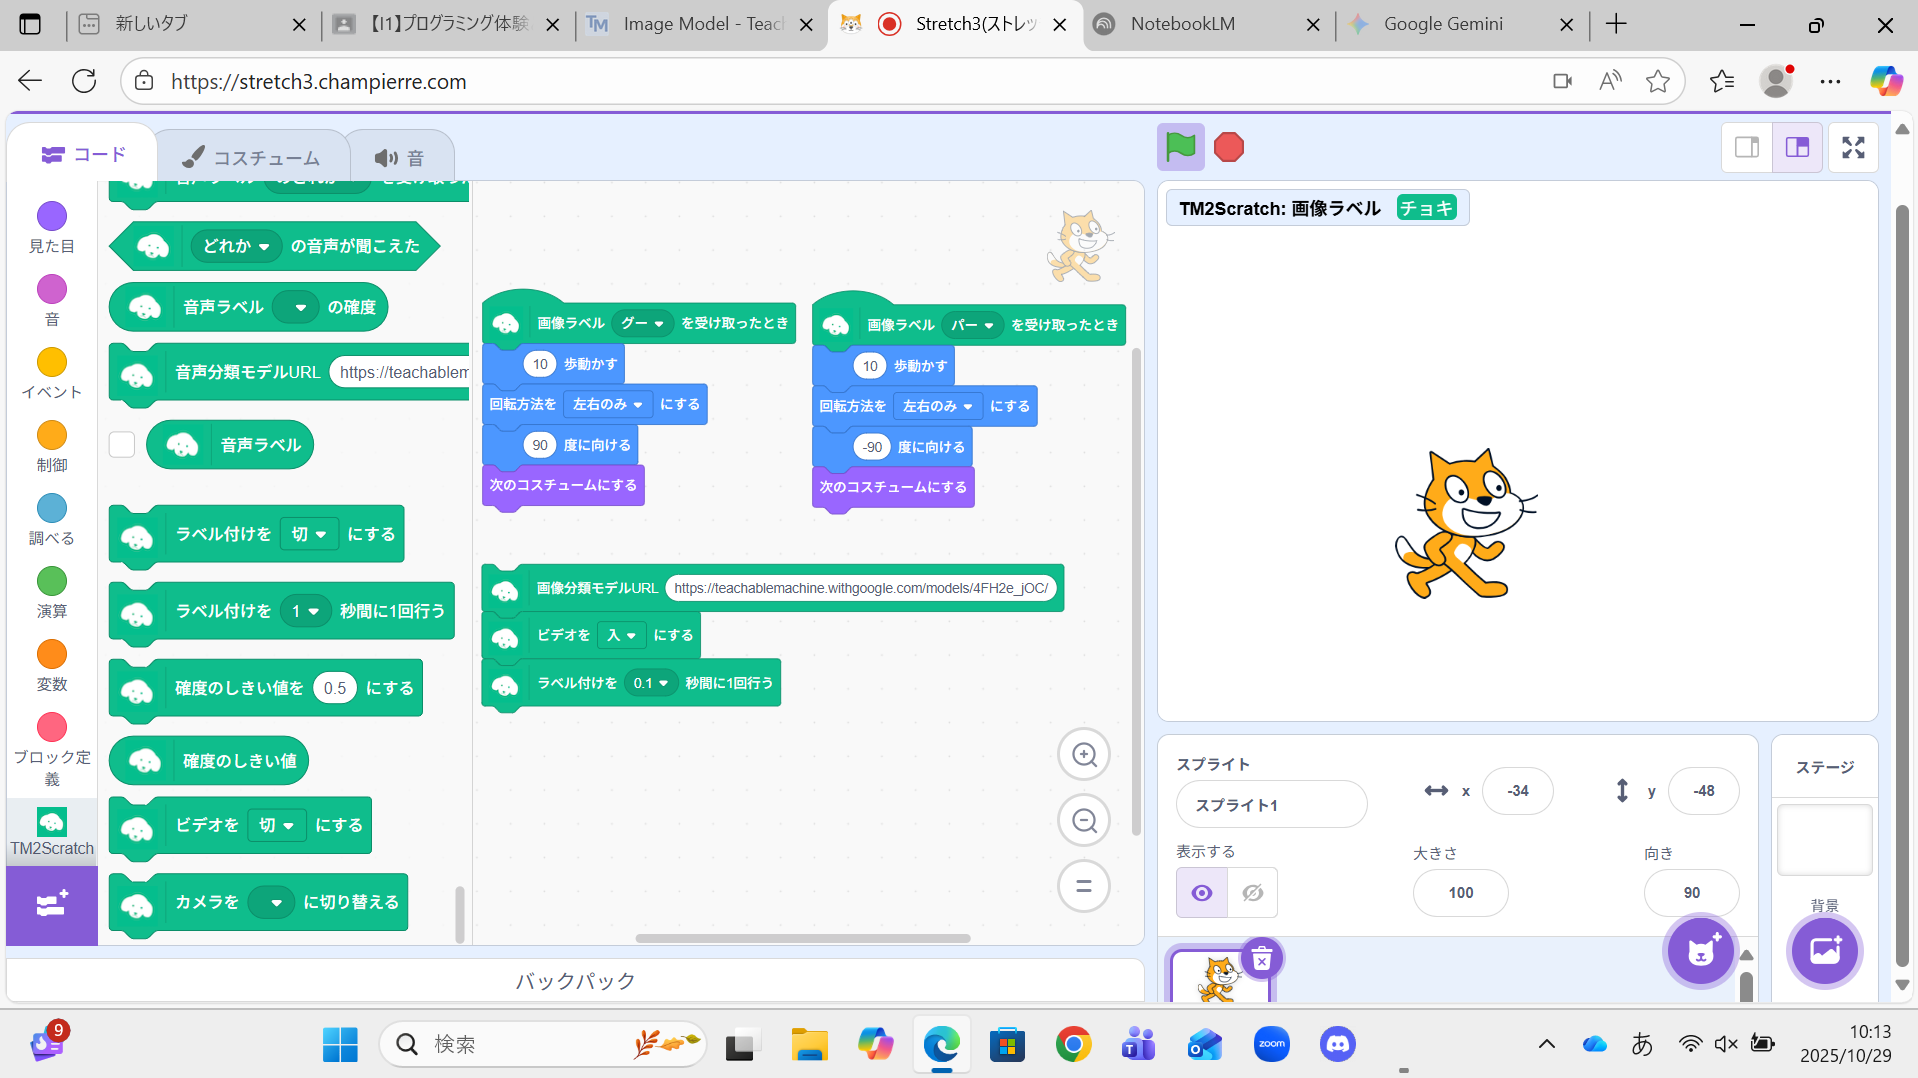 新しいタブ
【I1】プログラミング体験
Image Model - Teac
Stretch3(ストレッ
NotebookLM
Google Gemini
https://stretch3.champierre.com
コード
コスチューム
音
見た目
音
イベント
制御
調べる
演算
変数
ブロック定
義
TM2Scratch
どれか の音声が聞こえた
音声ラベル の確度
音声分類モデルURL https://teachablem
音声ラベル
ラベル付けを 切 にする
ラベル付けを 1 秒間に1回行う
確度のしきい値を 0.5 にする
確度のしきい値
ビデオを 切 にする
カメラを に切り替える
画像ラベル グー を受け取ったとき
10 歩動かす
回転方法を 左右のみ にする
90 度に向ける
次のコスチュームにする
画像ラベル パー を受け取ったとき
10 歩動かす
回転方法を 左右のみ にする
-90 度に向ける
次のコスチュームにする
画像分類モデルURL https://teachablemachine.withgoogle.com/models/4FH2e_jOC/
ビデオを 入 にする
ラベル付けを 0.1 秒間に1回行う
バックパック
TM2Scratch: 画像ラベル チョキ
スプライト
スプライト1
x -34
y -48
表示する
大きさ
100
向き
90
ステージ
背景
9
検索
zoom
あ
10:13
2025/10/29